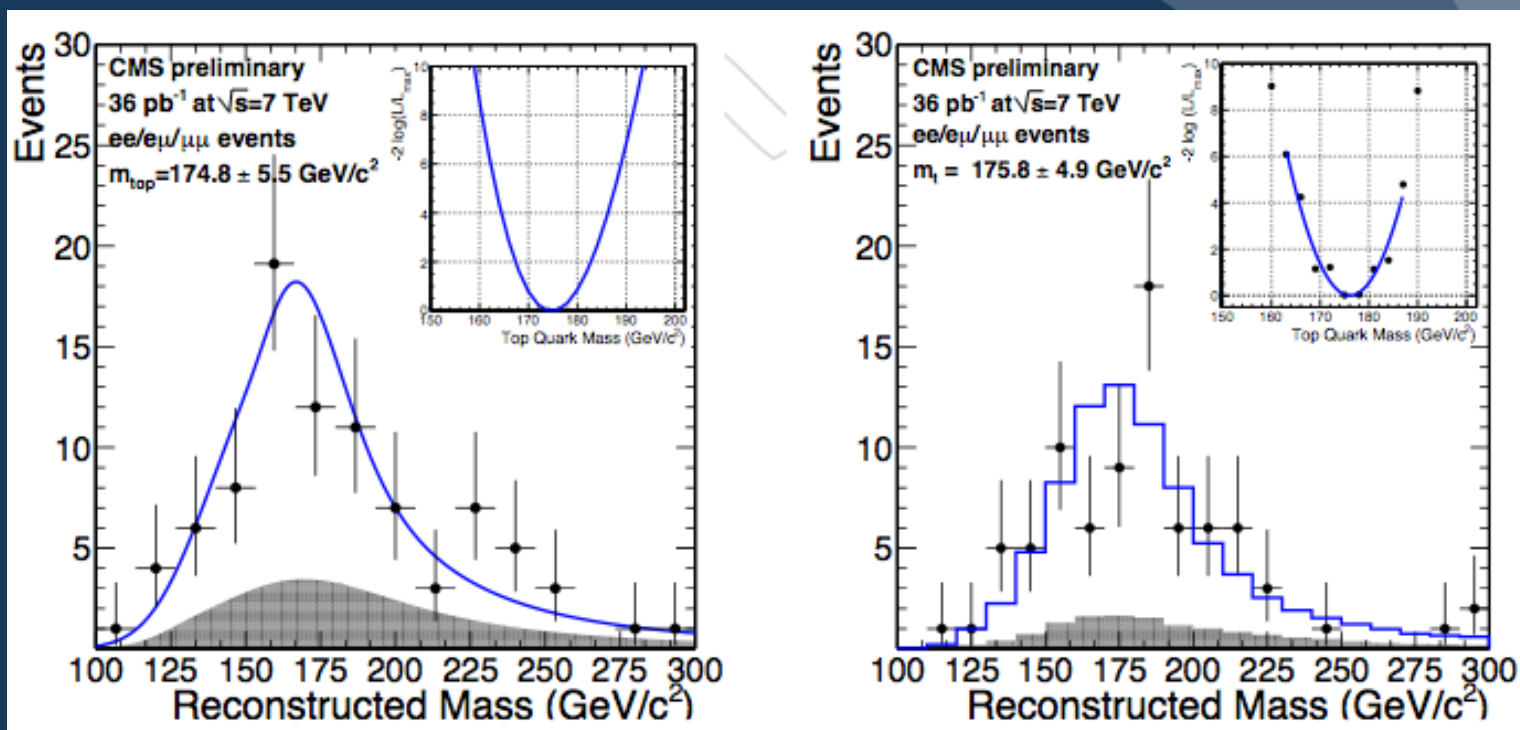 Events
30
25
20
15
10
5
CMS preliminary
36 pb⁻¹ at √s=7 TeV
ee/eμ/μμ events
m_top=174.8 ± 5.5 GeV/c²
-2 log(L/L_max)
10
8
6
4
2
0
150 160 170 180 190 200
Top Quark Mass (GeV/c²)
100 125 150 175 200 225 250 275 300
Reconstructed Mass (GeV/c²)
Events
30
25
20
15
10
5
CMS preliminary
36 pb⁻¹ at √s=7 TeV
ee/eμ/μμ events
m_t = 175.8 ± 4.9 GeV/c²
-2 log (L/L_max)
10
8
6
4
2
0
150 160 170 180 190 200
Top Quark Mass (GeV/c²)
100 125 150 175 200 225 250 275 300
Reconstructed Mass (GeV/c²)